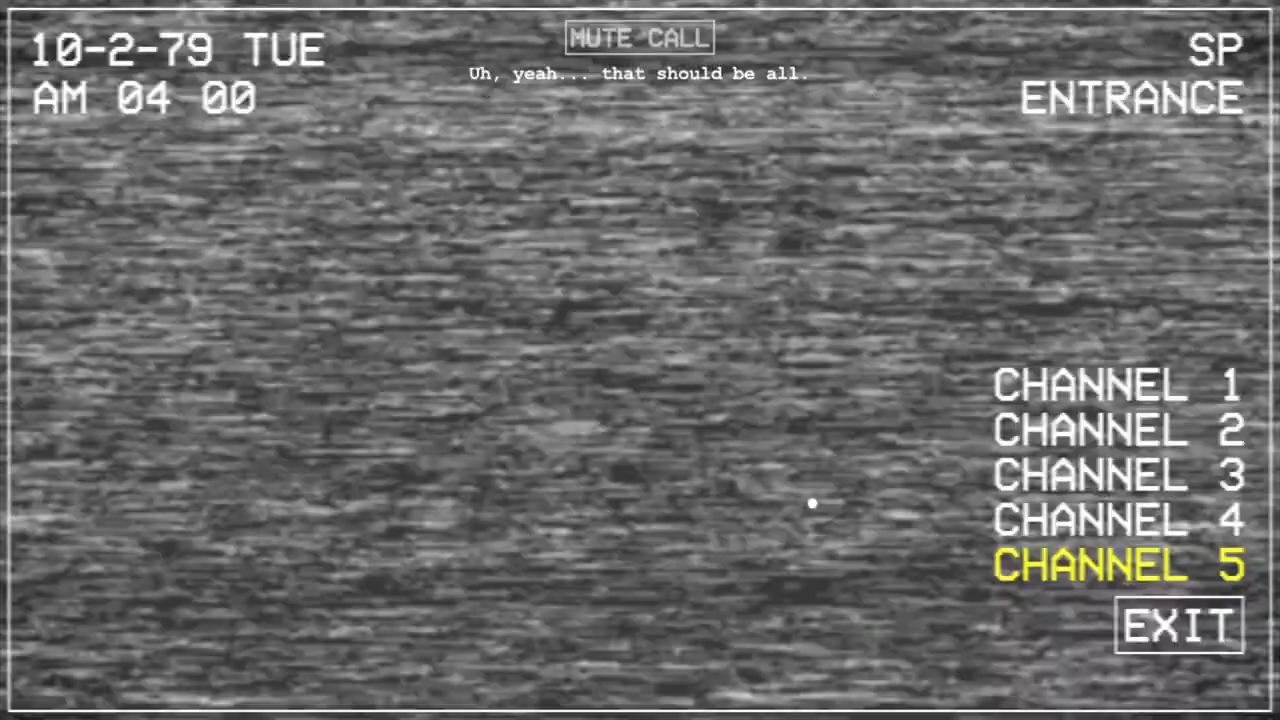 10-2-79 TUE
AM 04 00
MUTE CALL
Uh, yeah... that should be all.
SP
ENTRANCE
CHANNEL 1
CHANNEL 2
CHANNEL 3
CHANNEL 4
CHANNEL 5
EXIT